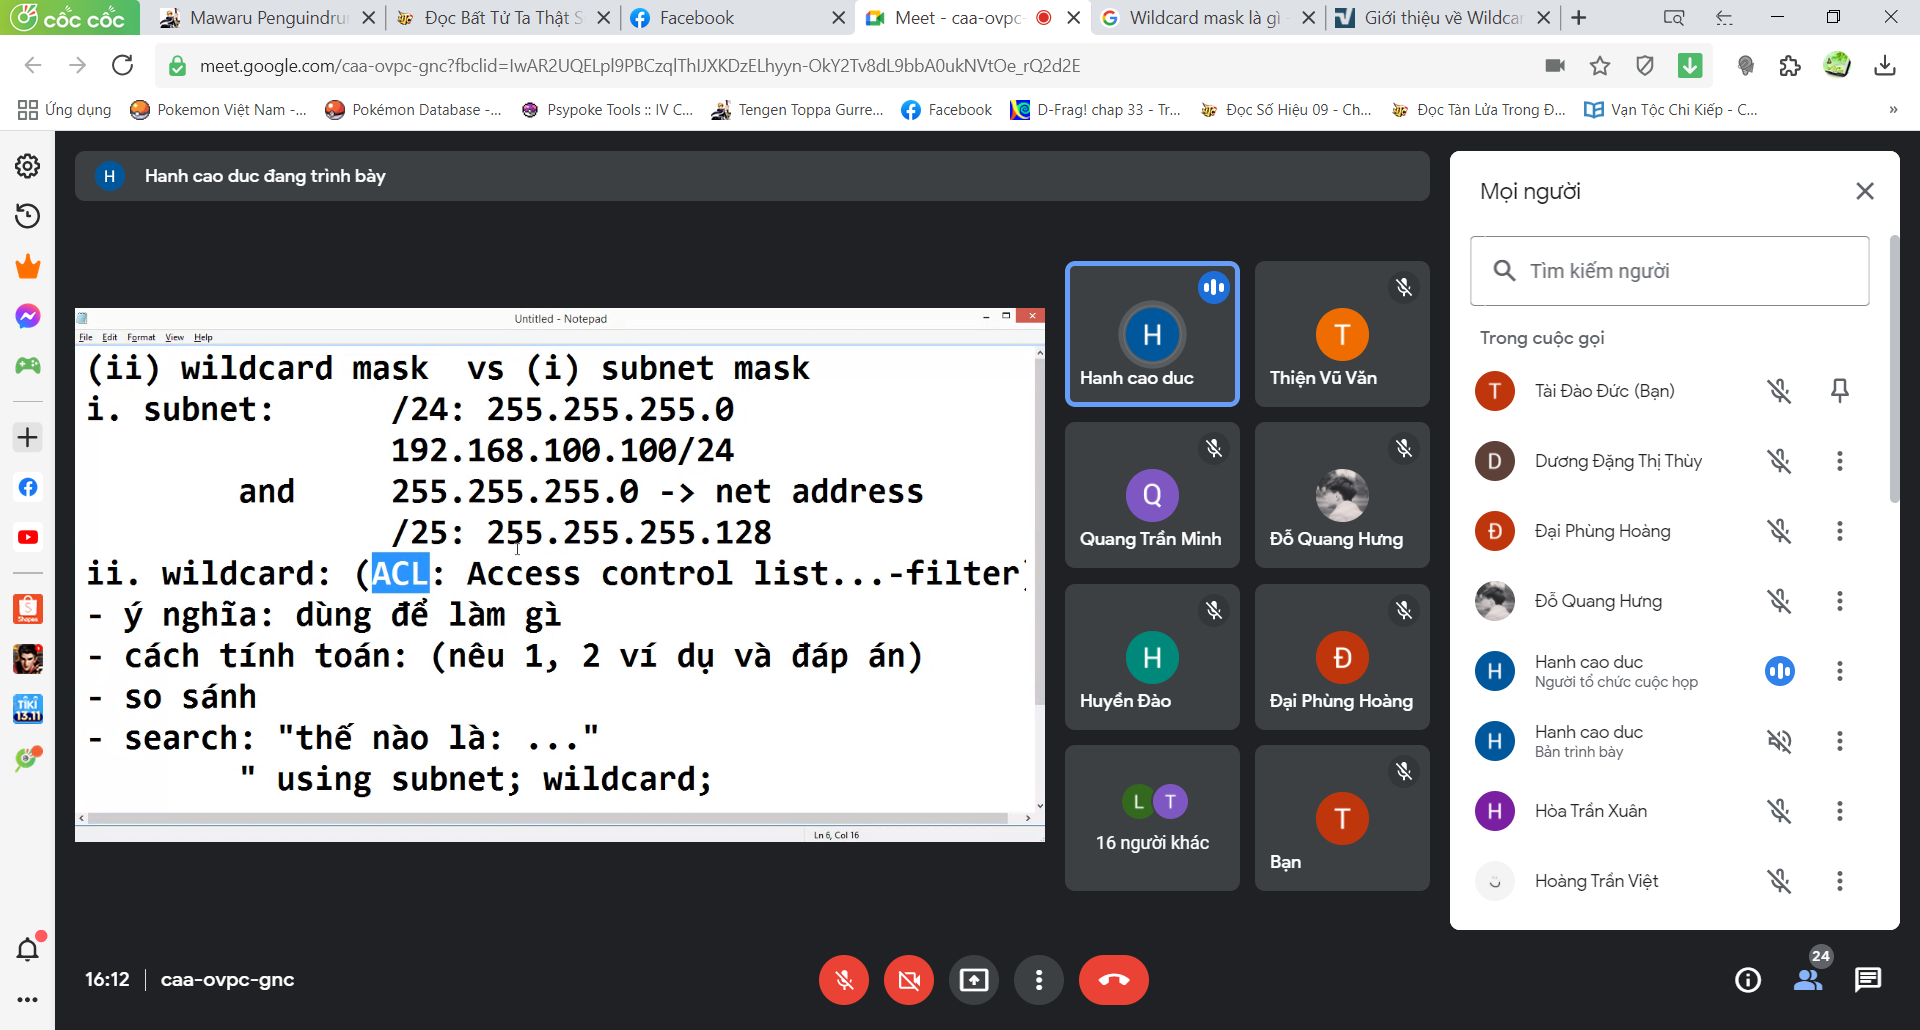 cốc cốc
Mawaru Penguindru
Đọc Bất Tử Ta Thật S
Facebook
Meet - caa-ovpc-
Wildcard mask là gì -
Giới thiệu về Wildcar
meet.google.com/caa-ovpc-gnc?fbclid=IwAR2UQELpl9PBCzqlThIJXKDzELhyyn-OkY2Tv8dL9bbA0ukNVtOe_rQ2d2E
Ứng dụng
Pokemon Việt Nam -...
Pokémon Database -...
Psypoke Tools :: IV C...
Tengen Toppa Gurre...
Facebook
D-Frag! chap 33 - Tr...
Đọc Số Hiệu 09 - Ch...
Đọc Tàn Lửa Trong Đ...
Vạn Tộc Chi Kiếp - C...
»
H
Hanh cao duc đang trình bày
Untitled - Notepad
File Edit Format View Help
(ii) wildcard mask vs (i) subnet mask
i. subnet: /24: 255.255.255.0
192.168.100.100/24
and 255.255.255.0 -> net address
/25: 255.255.255.128
ii. wildcard: (ACL: Access control list...-filter)
- ý nghĩa: dùng để làm gì
- cách tính toán: (nêu 1, 2 ví dụ và đáp án)
- so sánh
- search: "thế nào là: ..."
" using subnet; wildcard;
Ln 6, Col 16
H
Hanh cao duc
T
Thiện Vũ Văn
Q
Quang Trần Minh
Đỗ Quang Hưng
H
Huyền Đào
Đ
Đại Phùng Hoàng
L T
16 người khác
T
Bạn
Mọi người
Tìm kiếm người
Trong cuộc gọi
T
Tài Đào Đức (Bạn)
D
Dương Đặng Thị Thùy
Đ
Đại Phùng Hoàng
Đỗ Quang Hưng
H
Hanh cao duc
Người tổ chức cuộc họp
H
Hanh cao duc
Bản trình bày
H
Hòa Trần Xuân
Hoàng Trần Việt
Shopee
TIKI
13.11
16:12
caa-ovpc-gnc
24